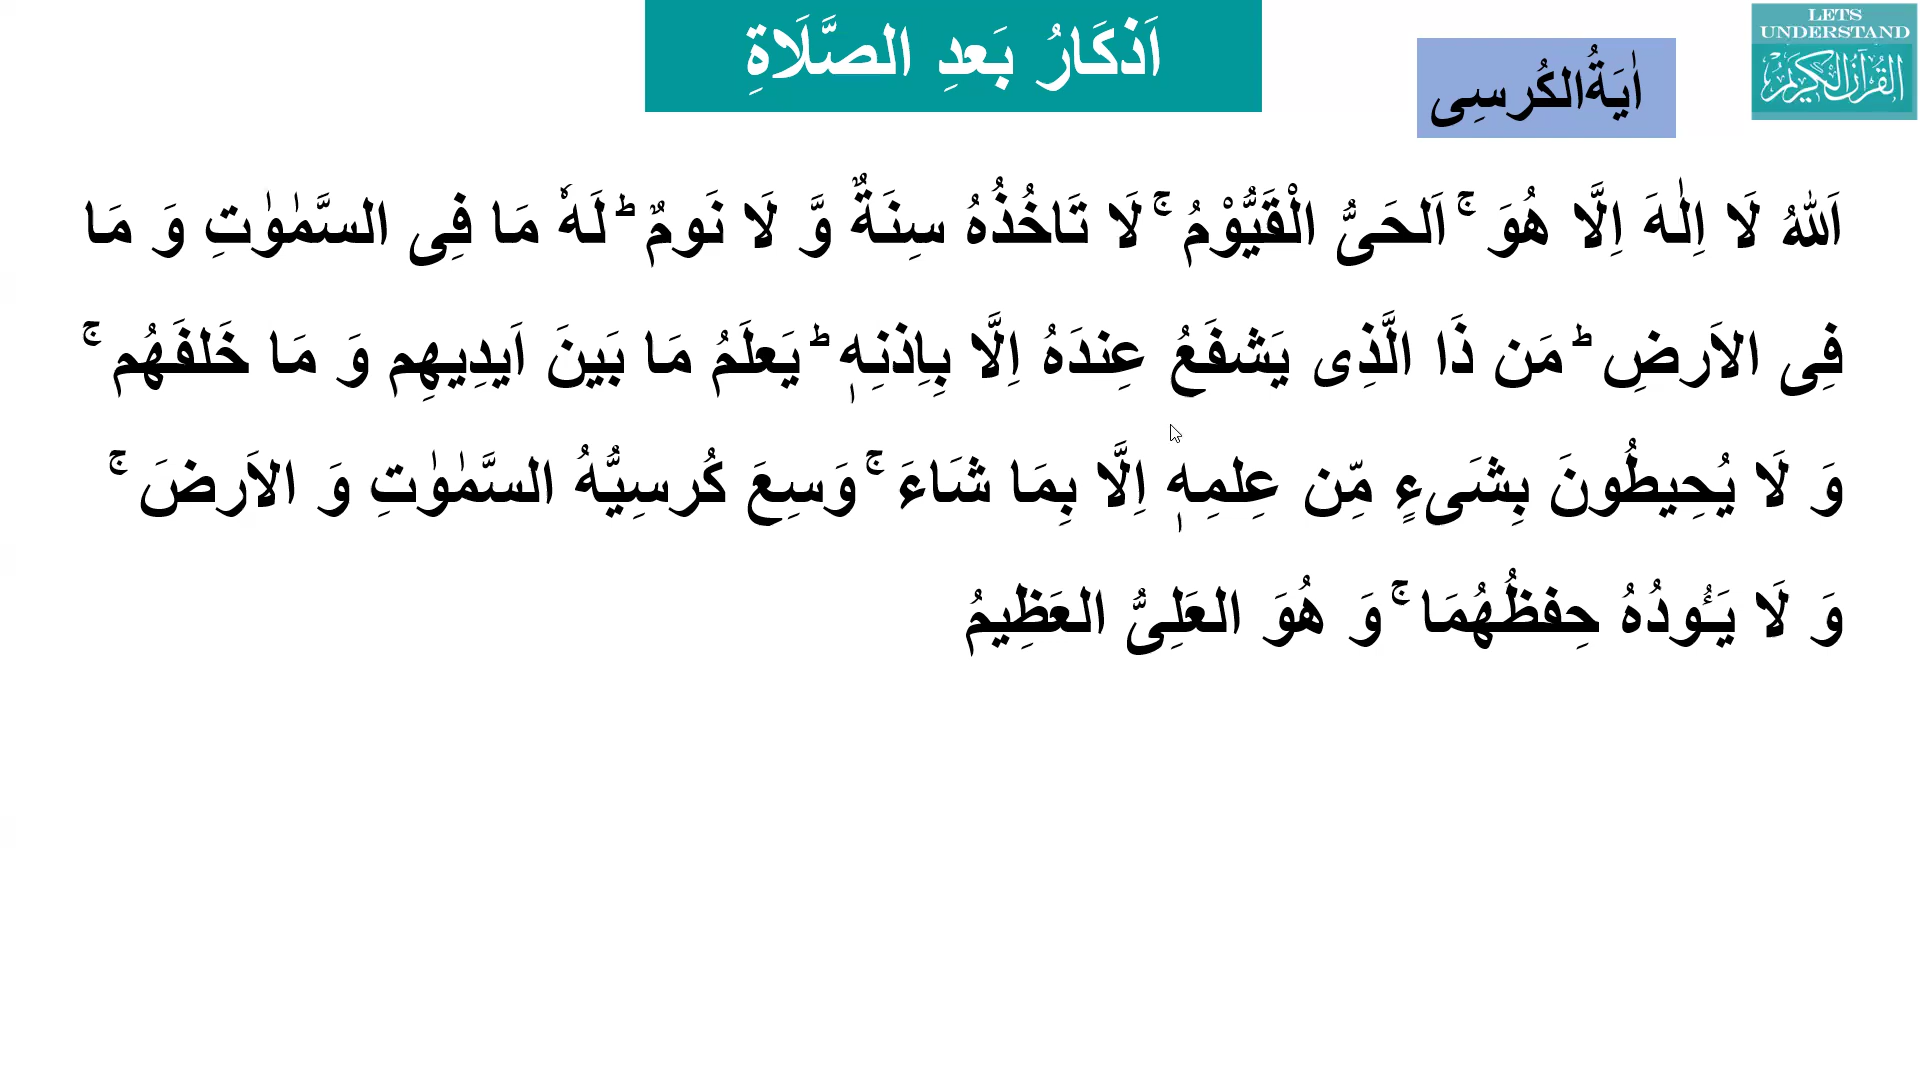 اَذكَارُ بَعدِ الصَّلَاةِ
LETS
UNDERSTAND
القرآن الكريم
اٰيَةُالكُرسِى
اَللّٰهُ لَا اِلٰهَ اِلَّا هُوَ ۚ اَلحَىُّ الْقَيُّوْمُ ۚ لَا تَاخُذُهُ سِنَةٌ وَّ لَا نَومٌ ؕ لَهٗ مَا فِى السَّمٰوٰتِ وَ مَا
فِى الاَرضِ ؕ مَن ذَا الَّذِى يَشفَعُ عِندَهُ اِلَّا بِاِذنِهٖ ؕ يَعلَمُ مَا بَينَ اَيدِيهِم وَ مَا خَلفَهُم ۚ
وَ لَا يُحِيطُونَ بِشَىءٍ مِّن عِلمِهٖ اِلَّا بِمَا شَاءَ ۚ وَسِعَ كُرسِيُّهُ السَّمٰوٰتِ وَ الاَرضَ ۚ
وَ لَا يَـُٔودُهُ حِفظُهُمَا ۚ وَ هُوَ العَلِىُّ العَظِيمُ